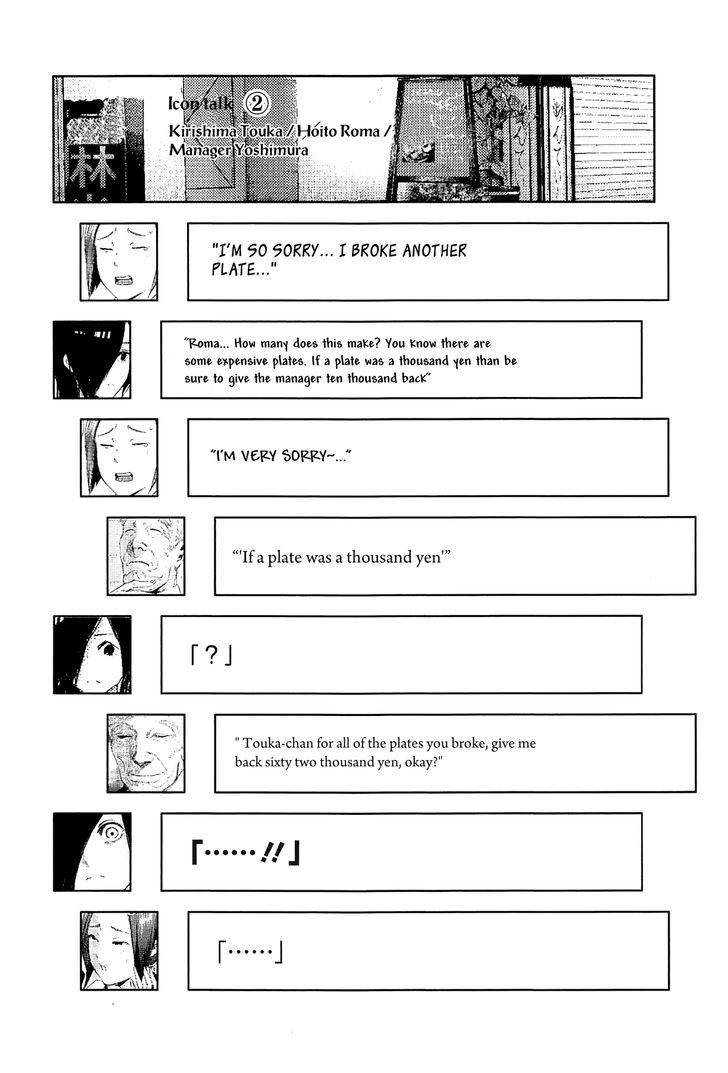 Icon talk ②
Kirishima Touka / Hoito Roma /
Manager Yoshimura
林
"I'M SO SORRY... I BROKE ANOTHER
PLATE..."
"Roma... How many does this make? You know there are
some expensive plates. If a plate was a thousand yen than be
sure to give the manager ten thousand back"
"I'M VERY SORRY~..."
“'If a plate was a thousand yen'”
「？」
" Touka-chan for all of the plates you broke, give me
back sixty two thousand yen, okay?"
「……!!」
「……」